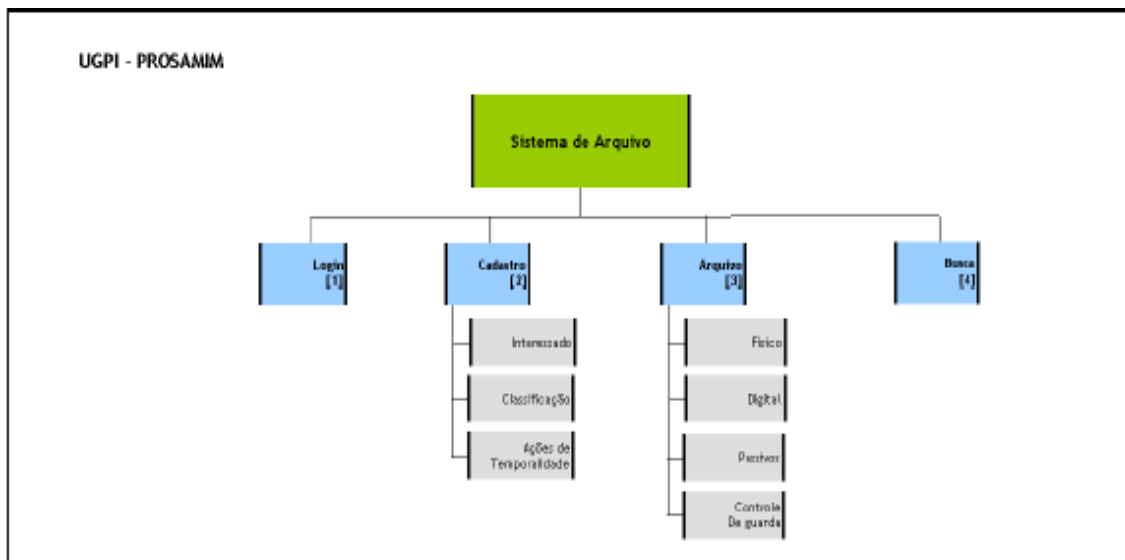 UGPI - PROSAMIM
Sistema de Arquivo
Login
[1]
Cadastro
[2]
Arquivo
[3]
Busca
[4]
Interessado
Classificação
Ações de
Temporalidade
Físico
Digital
Passivos
Controle
De guarda